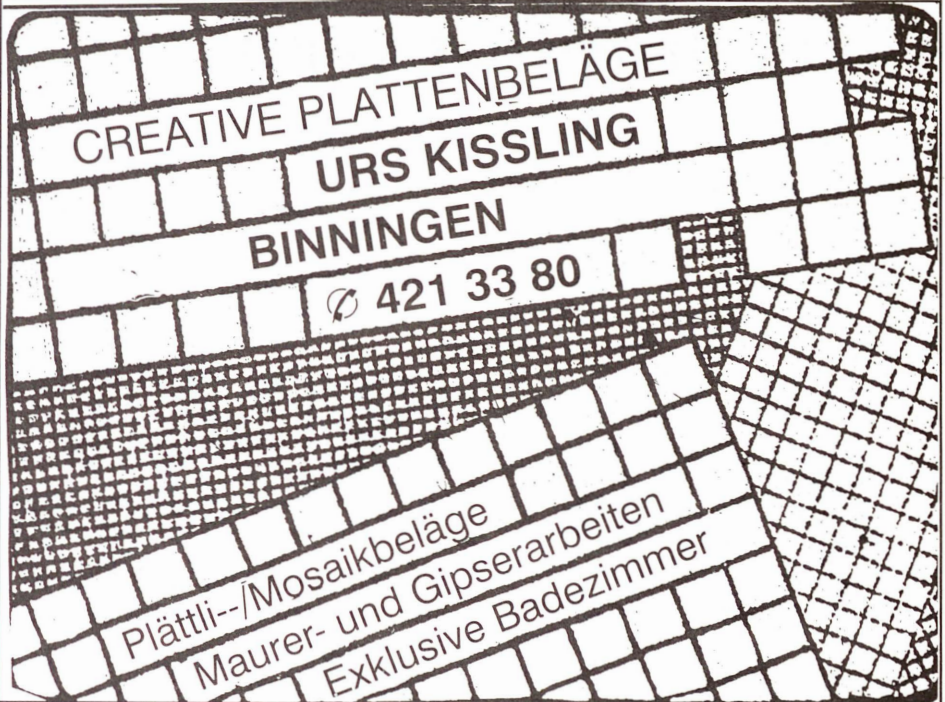 CREATIVE PLATTENBELÄGE
URS KISSLING
BINNINGEN
✆ 421 33 80
Plättli--/Mosaikbeläge
Maurer- und Gipserarbeiten
Exklusive Badezimmer